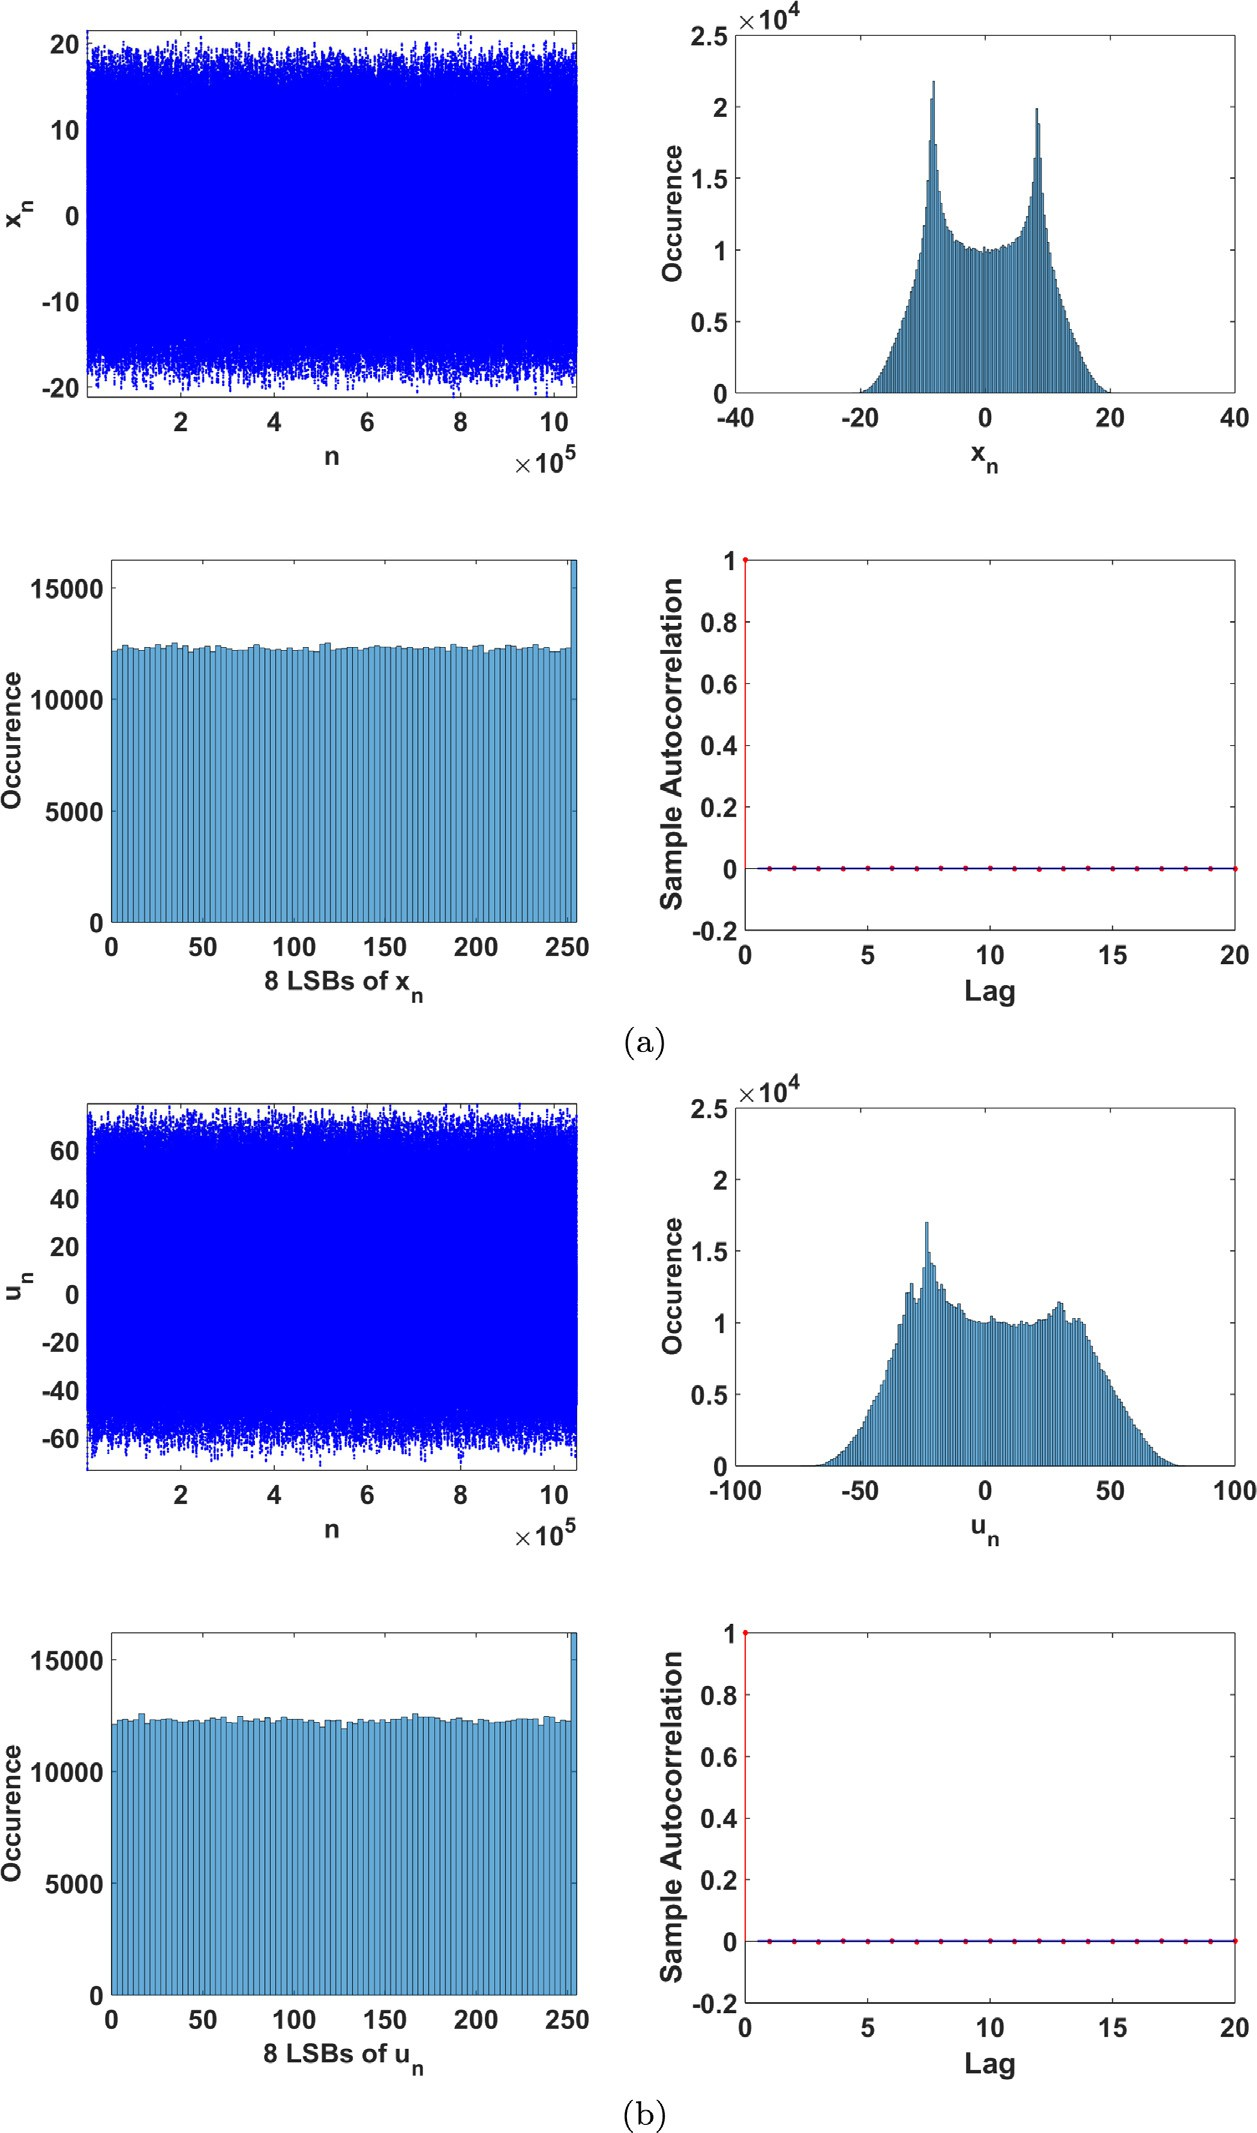 20
10
0
-10
-20
x_n
2 4 6 8 10
n
×10^5
×10^4
2.5
2
1.5
1
0.5
0
Occurence
-40 -20 0 20 40
x_n
15000
10000
5000
0
Occurence
0 50 100 150 200 250
8 LSBs of x_n
1
0.8
0.6
0.4
0.2
0
-0.2
Sample Autocorrelation
0 5 10 15 20
Lag
(a)
60
40
20
0
-20
-40
-60
u_n
2 4 6 8 10
n
×10^5
×10^4
2.5
2
1.5
1
0.5
0
Occurence
-100 -50 0 50 100
u_n
15000
10000
5000
0
Occurence
0 50 100 150 200 250
8 LSBs of u_n
1
0.8
0.6
0.4
0.2
0
-0.2
Sample Autocorrelation
0 5 10 15 20
Lag
(b)